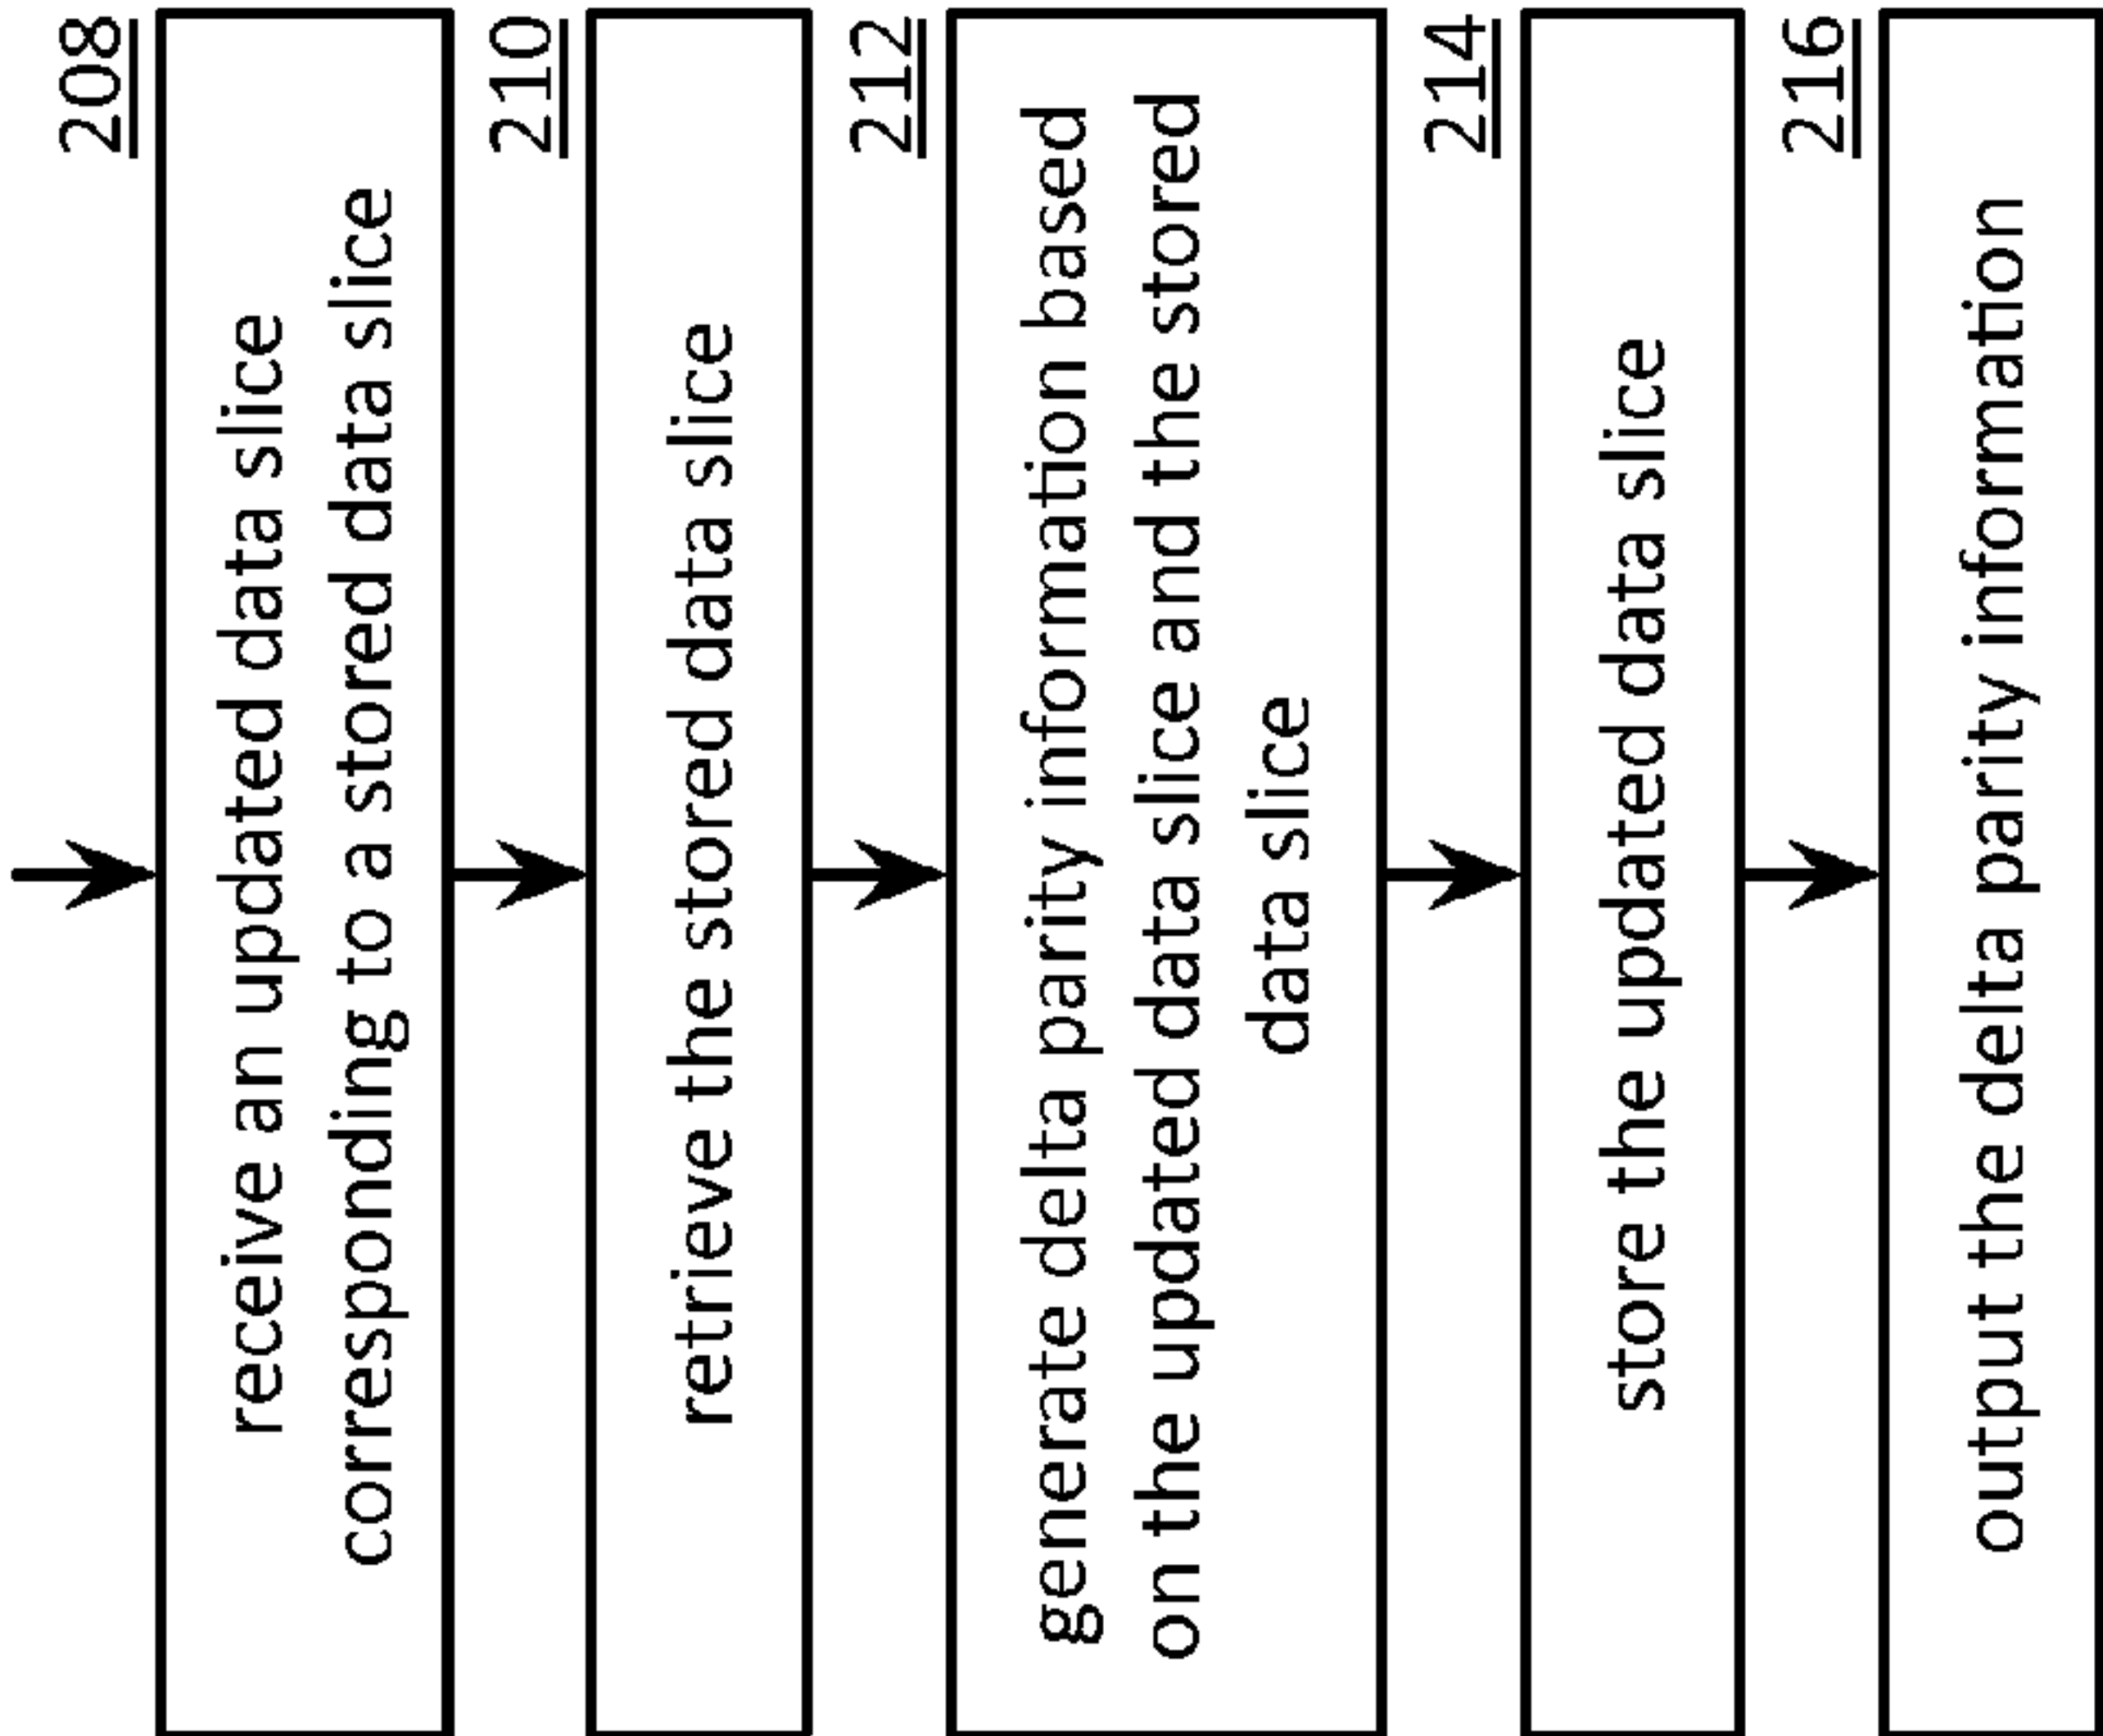 208
receive an updated data slice
corresponding to a stored data slice
210
retrieve the stored data slice
212
generate delta parity information based
on the updated data slice and the stored
data slice
214
store the updated data slice
216
output the delta parity information